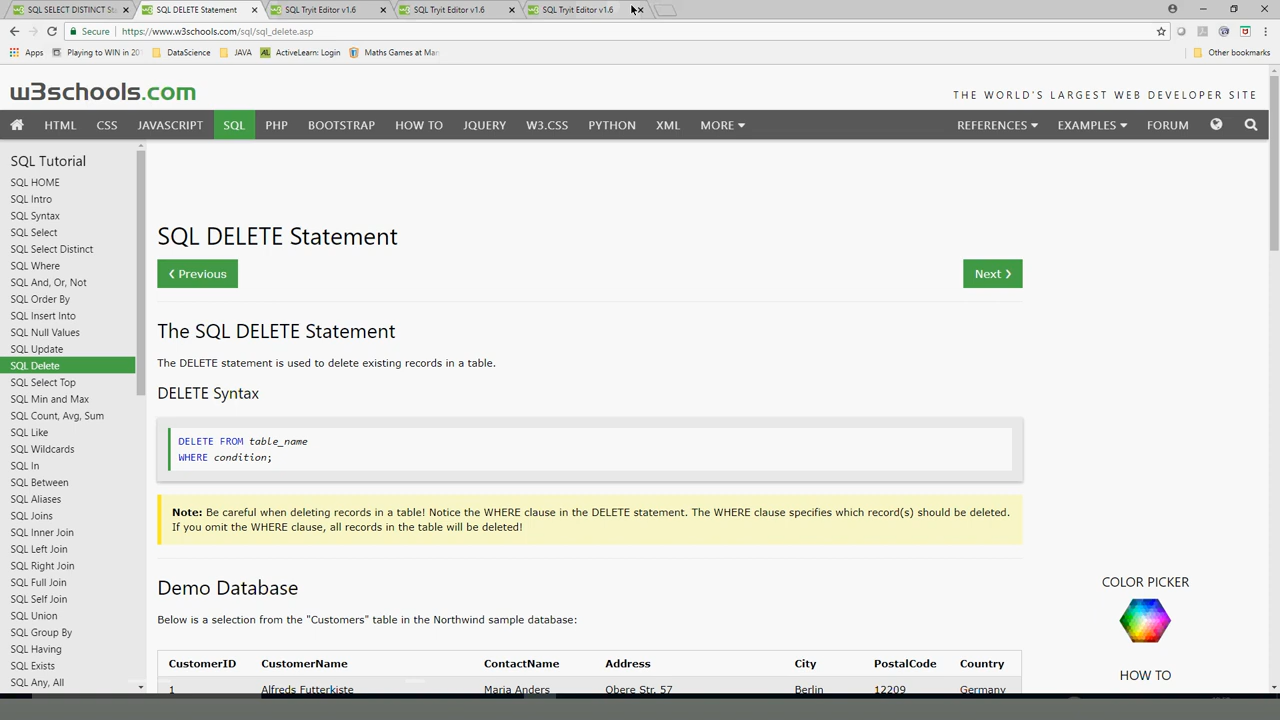 SQL SELECT DISTINCT St
SQL DELETE Statement
SQL Tryit Editor v1.6
SQL Tryit Editor v1.6
SQL Tryit Editor v1.6
Secure
https://www.w3schools.com/sql/sql_delete.asp
Apps
Playing to WIN in 20
DataScience
JAVA
ActiveLearn: Login
Maths Games at Man
Other bookmarks
w3schools.com
THE WORLD'S LARGEST WEB DEVELOPER SITE
HTML CSS JAVASCRIPT SQL PHP BOOTSTRAP HOW TO JQUERY W3.CSS PYTHON XML MORE REFERENCES EXAMPLES FORUM
SQL Tutorial
SQL HOME
SQL Intro
SQL Syntax
SQL Select
SQL Select Distinct
SQL Where
SQL And, Or, Not
SQL Order By
SQL Insert Into
SQL Null Values
SQL Update
SQL Delete
SQL Select Top
SQL Min and Max
SQL Count, Avg, Sum
SQL Like
SQL Wildcards
SQL In
SQL Between
SQL Aliases
SQL Joins
SQL Inner Join
SQL Left Join
SQL Right Join
SQL Full Join
SQL Self Join
SQL Union
SQL Group By
SQL Having
SQL Exists
SQL Any, All
SQL DELETE Statement
❮ Previous
Next ❯
The SQL DELETE Statement
The DELETE statement is used to delete existing records in a table.
DELETE Syntax
DELETE FROM table_name
WHERE condition;
Note: Be careful when deleting records in a table! Notice the WHERE clause in the DELETE statement. The WHERE clause specifies which record(s) should be deleted.
If you omit the WHERE clause, all records in the table will be deleted!
Demo Database
Below is a selection from the "Customers" table in the Northwind sample database:
CustomerID CustomerName ContactName Address City PostalCode Country
1 Alfreds Futterkiste Maria Anders Obere Str. 57 Berlin 12209 Germany
COLOR PICKER
HOW TO